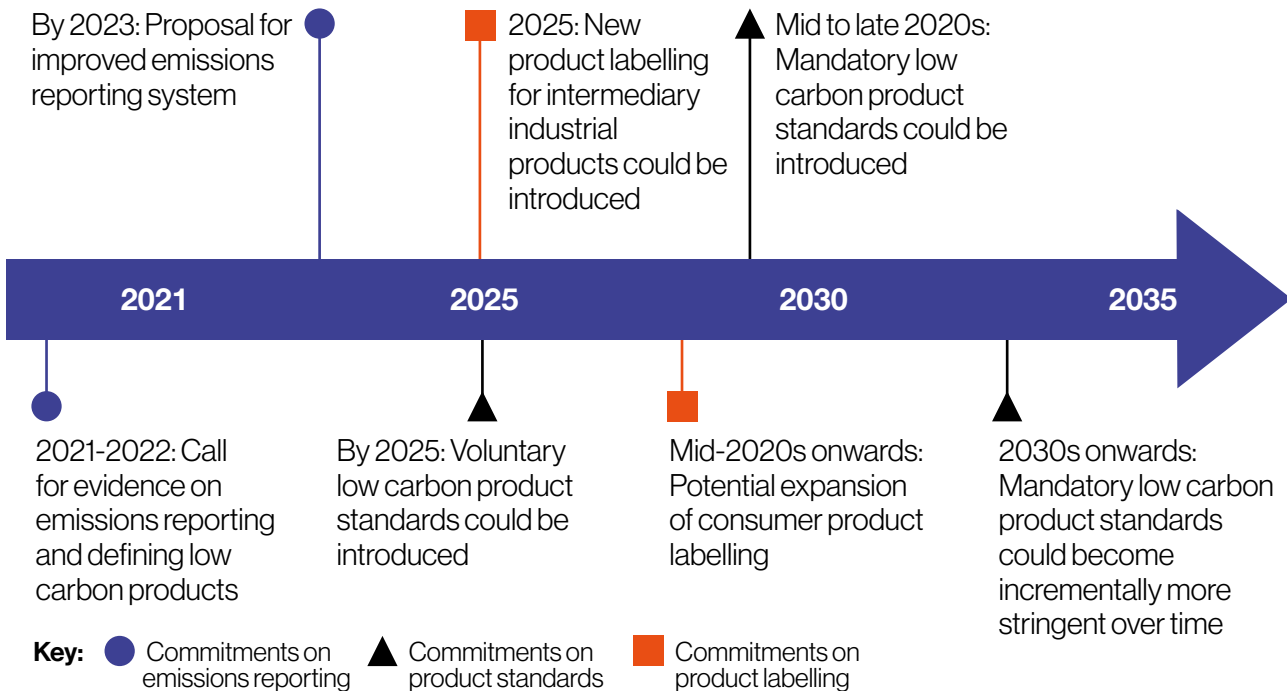 By 2023: Proposal for
improved emissions
reporting system
2025: New
product labelling
for intermediary
industrial
products could be
introduced
Mid to late 2020s:
Mandatory low
carbon product
standards could be
introduced
2021
2025
2030
2035
2021-2022: Call
for evidence on
emissions reporting
and defining low
carbon products
By 2025: Voluntary
low carbon product
standards could be
introduced
Mid-2020s onwards:
Potential expansion
of consumer product
labelling
2030s onwards:
Mandatory low carbon
product standards
could become
incrementally more
stringent over time
Key:
Commitments on
emissions reporting
Commitments on
product standards
Commitments on
product labelling